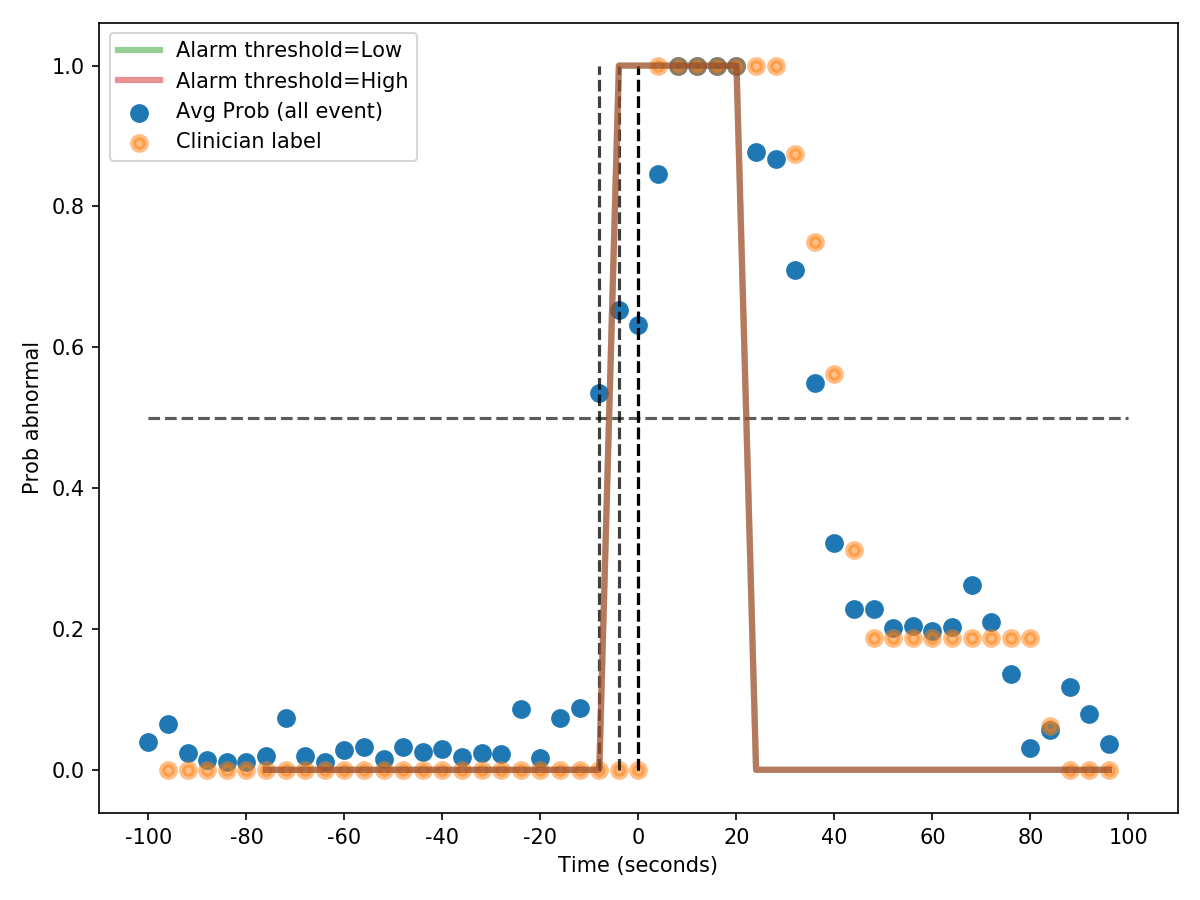 Alarm threshold=Low
Alarm threshold=High
Avg Prob (all event)
Clinician label
1.0
0.8
0.6
0.4
0.2
0.0
Prob abnormal
-100 -80 -60 -40 -20 0 20 40 60 80 100
Time (seconds)